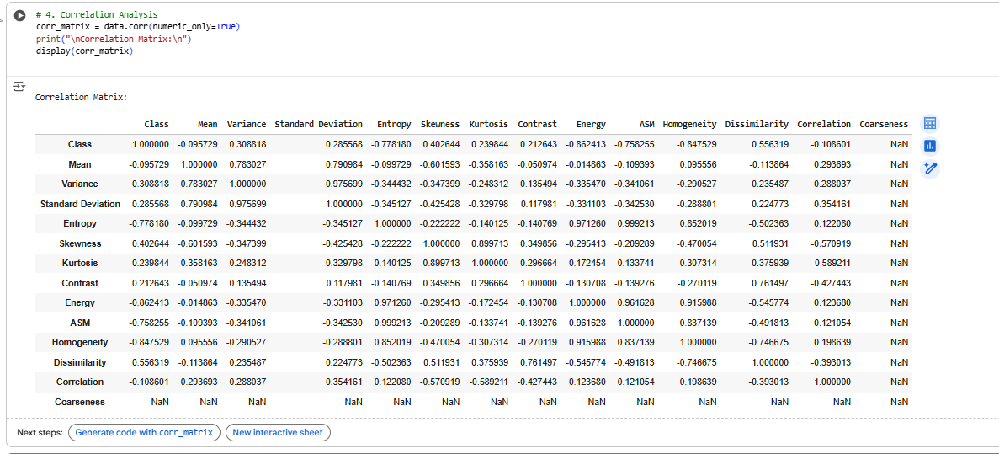 # 4. Correlation Analysis
corr_matrix = data.corr(numeric_only=True)
print("\nCorrelation Matrix:\n")
display(corr_matrix)
Correlation Matrix:
Class Mean Variance Standard Deviation Entropy Skewness Kurtosis Contrast Energy ASM Homogeneity Dissimilarity Correlation Coarseness
Class 1.000000 -0.095729 0.308818 0.285568 -0.778180 0.402644 0.239844 0.212643 -0.862413 -0.758255 -0.847529 0.556319 -0.108601 NaN
Mean -0.095729 1.000000 0.783027 0.790984 -0.099729 -0.601593 -0.358163 -0.050974 -0.014863 -0.109393 0.095556 -0.113864 0.293693 NaN
Variance 0.308818 0.783027 1.000000 0.975699 -0.344432 -0.347399 -0.248312 0.135494 -0.335470 -0.341061 -0.290527 0.235487 0.288037 NaN
Standard Deviation 0.285568 0.790984 0.975699 1.000000 -0.345127 -0.425428 -0.329798 0.117981 -0.331103 -0.342530 -0.288801 0.224773 0.354161 NaN
Entropy -0.778180 -0.099729 -0.344432 -0.345127 1.000000 -0.222222 -0.140125 -0.140769 0.971260 0.999213 0.852019 -0.502363 0.122080 NaN
Skewness 0.402644 -0.601593 -0.347399 -0.425428 -0.222222 1.000000 0.899713 0.349856 -0.295413 -0.209289 -0.470054 0.511931 -0.570919 NaN
Kurtosis 0.239844 -0.358163 -0.248312 -0.329798 -0.140125 0.899713 1.000000 0.296664 -0.172454 -0.133741 -0.307314 0.375939 -0.589211 NaN
Contrast 0.212643 -0.050974 0.135494 0.117981 -0.140769 0.349856 0.296664 1.000000 -0.130708 -0.139276 -0.270119 0.761497 -0.427443 NaN
Energy -0.862413 -0.014863 -0.335470 -0.331103 0.971260 -0.295413 -0.172454 -0.130708 1.000000 0.961628 0.915988 -0.545774 0.123680 NaN
ASM -0.758255 -0.109393 -0.341061 -0.342530 0.999213 -0.209289 -0.133741 -0.139276 0.961628 1.000000 0.837139 -0.491813 0.121054 NaN
Homogeneity -0.847529 0.095556 -0.290527 -0.288801 0.852019 -0.470054 -0.307314 -0.270119 0.915988 0.837139 1.000000 -0.746675 0.198639 NaN
Dissimilarity 0.556319 -0.113864 0.235487 0.224773 -0.502363 0.511931 0.375939 0.761497 -0.545774 -0.491813 -0.746675 1.000000 -0.393013 NaN
Correlation -0.108601 0.293693 0.288037 0.354161 0.122080 -0.570919 -0.589211 -0.427443 0.123680 0.121054 0.198639 -0.393013 1.000000 NaN
Coarseness NaN NaN NaN NaN NaN NaN NaN NaN NaN NaN NaN NaN NaN NaN
Next steps: Generate code with corr_matrix New interactive sheet